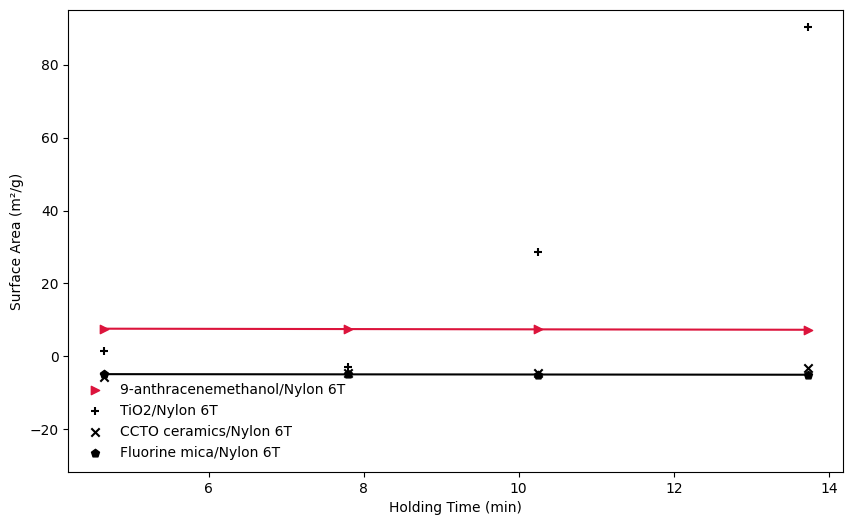 80
60
40
20
0
−20
Surface Area (m²/g)
9-anthracenemethanol/Nylon 6T
TiO2/Nylon 6T
CCTO ceramics/Nylon 6T
Fluorine mica/Nylon 6T
6 8 10 12 14
Holding Time (min)